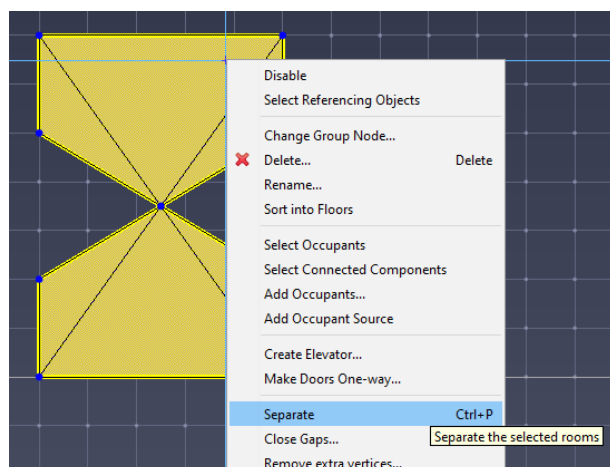 Disable
Select Referencing Objects
Change Group Node...
Delete... Delete
Rename...
Sort into Floors
Select Occupants
Select Connected Components
Add Occupants...
Add Occupant Source
Create Elevator...
Make Doors One-way...
Separate Ctrl+P
Separate the selected rooms
Close Gaps...
Remove extra vertices...